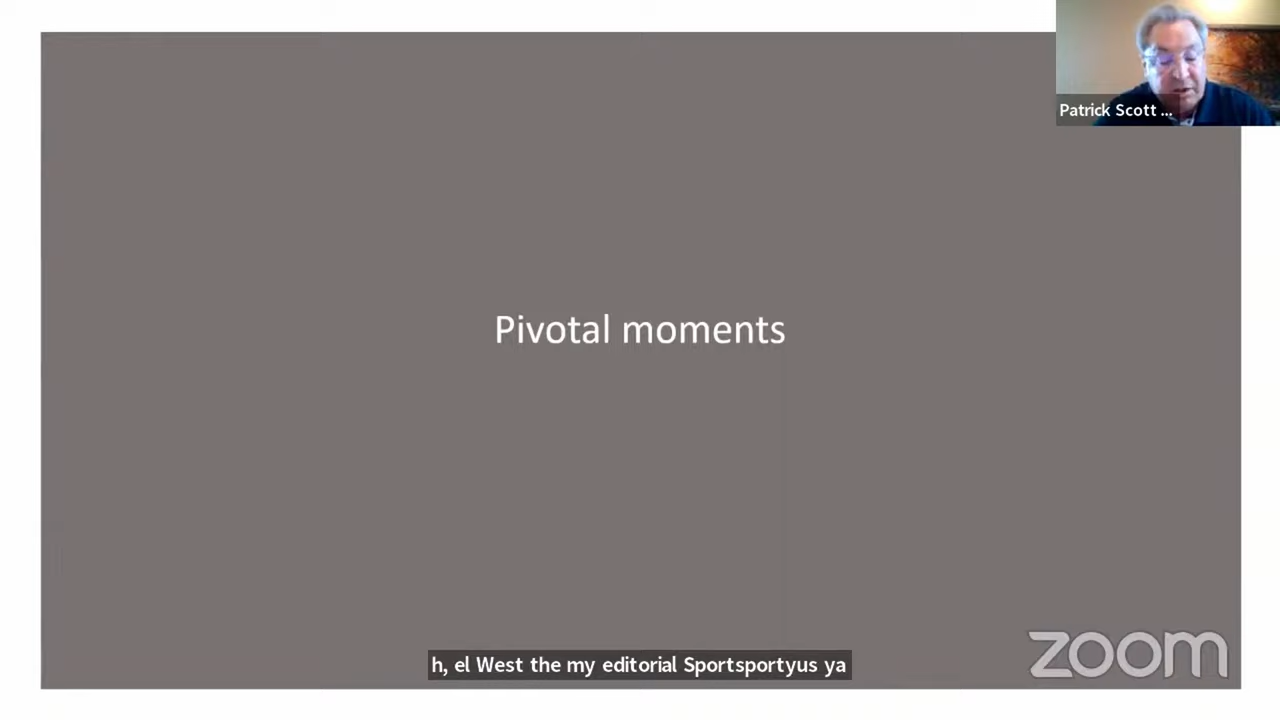 Patrick Scott ...
Pivotal moments
h, el West the my editorial Sportsportyus ya
zoom